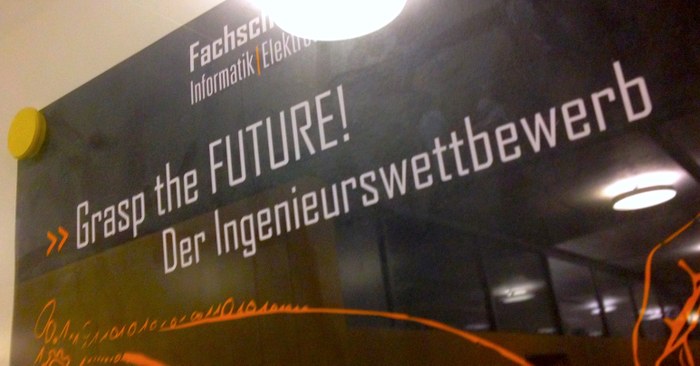 Informatik|
>> Grasp the FUTURE!
Der Ingenieurswettbewerb